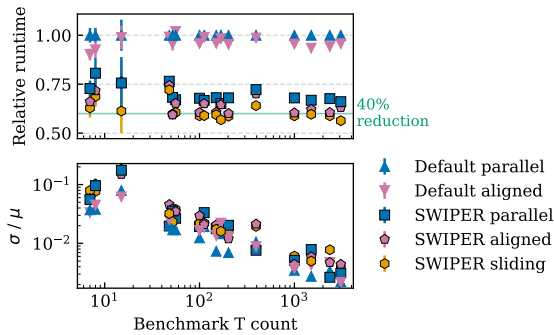 Relative runtime
1.00
0.75
0.50
40%
reduction
σ / μ
10⁻¹
10⁻²
10¹
10²
10³
Benchmark T count
Default parallel
Default aligned
SWIPER parallel
SWIPER aligned
SWIPER sliding